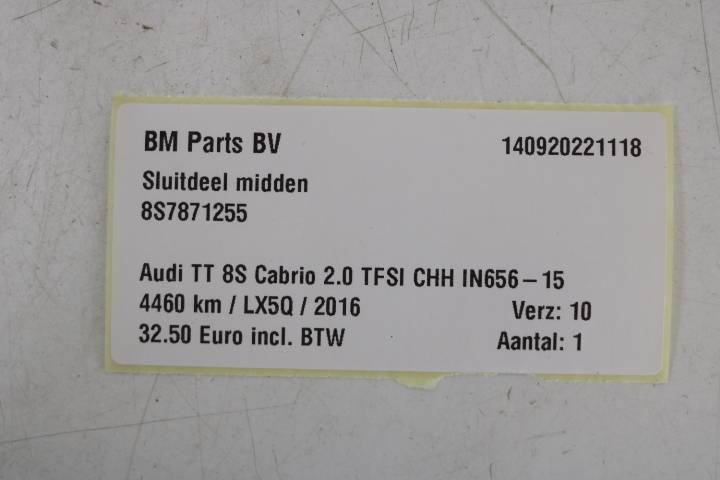 BM Parts BV 140920221118
Sluitdeel midden
8S7871255
Audi TT 8S Cabrio 2.0 TFSI CHH IN656-15
4460 km / LX5Q / 2016 Verz: 10
32.50 Euro incl. BTW Aantal: 1